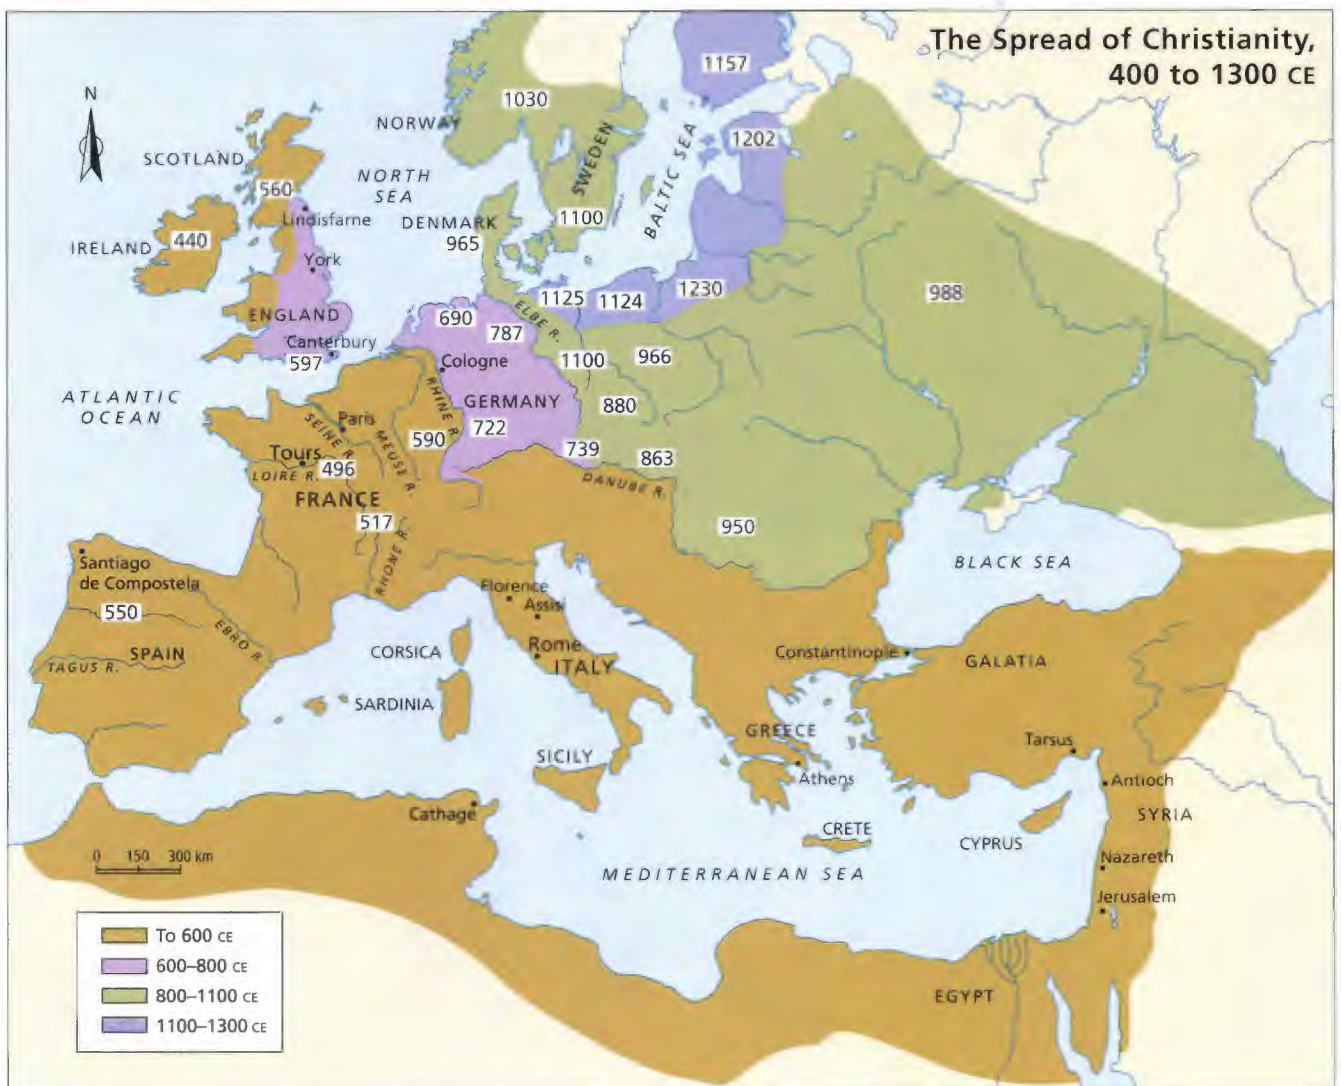 The Spread of Christianity,
400 to 1300 CE
N
1157
1030
NORWAY
1202
SCOTLAND
NORTH
SEA
SWEDEN
BALTIC SEA
560
Lindisfarne
DENMARK
1100
965
IRELAND
440
York
1125
1124
1230
988
ENGLAND
690
787
ELBE R.
Canterbury
597
Cologne
1100
966
ATLANTIC
OCEAN
RHINE R.
GERMANY
880
Paris
SEINE R.
MEUSE R.
590
722
739
863
Tours
LOIRE R.
496
DANUBE R.
FRANCE
517
950
RHONE R.
BLACK SEA
Santiago
de Compostela
550
Florence
Assisi
EBRO R.
SPAIN
TAGUS R.
CORSICA
Rome
ITALY
Constantinople
GALATIA
SARDINIA
GREECE
Tarsus
SICILY
Athens
Antioch
SYRIA
Cathage
CRETE
CYPRUS
0 150 300 km
MEDITERRANEAN SEA
Nazareth
Jerusalem
To 600 CE
600–800 CE
800–1100 CE
1100–1300 CE
EGYPT